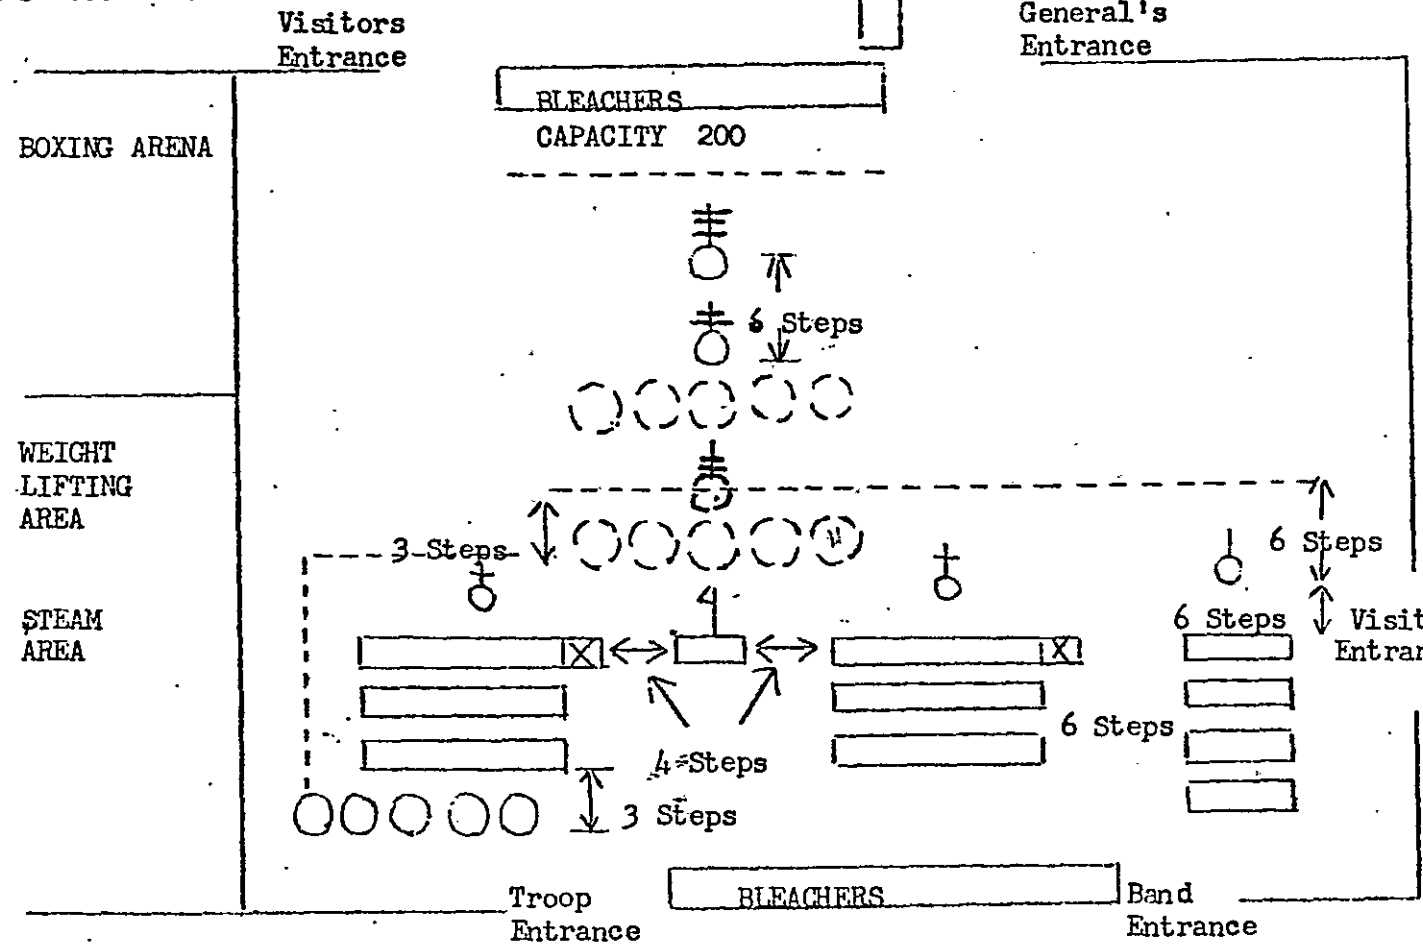 Visitors
Entrance
General's
Entrance
BLEACHERS
CAPACITY 200
BOXING ARENA
6 Steps
WEIGHT
LIFTING
AREA
3 Steps
6 Steps
STEAM
AREA
6 Steps
Visit
Entran
X
X
6 Steps
4 Steps
3 Steps
Troop
Entrance
BLEACHERS
Band
Entrance